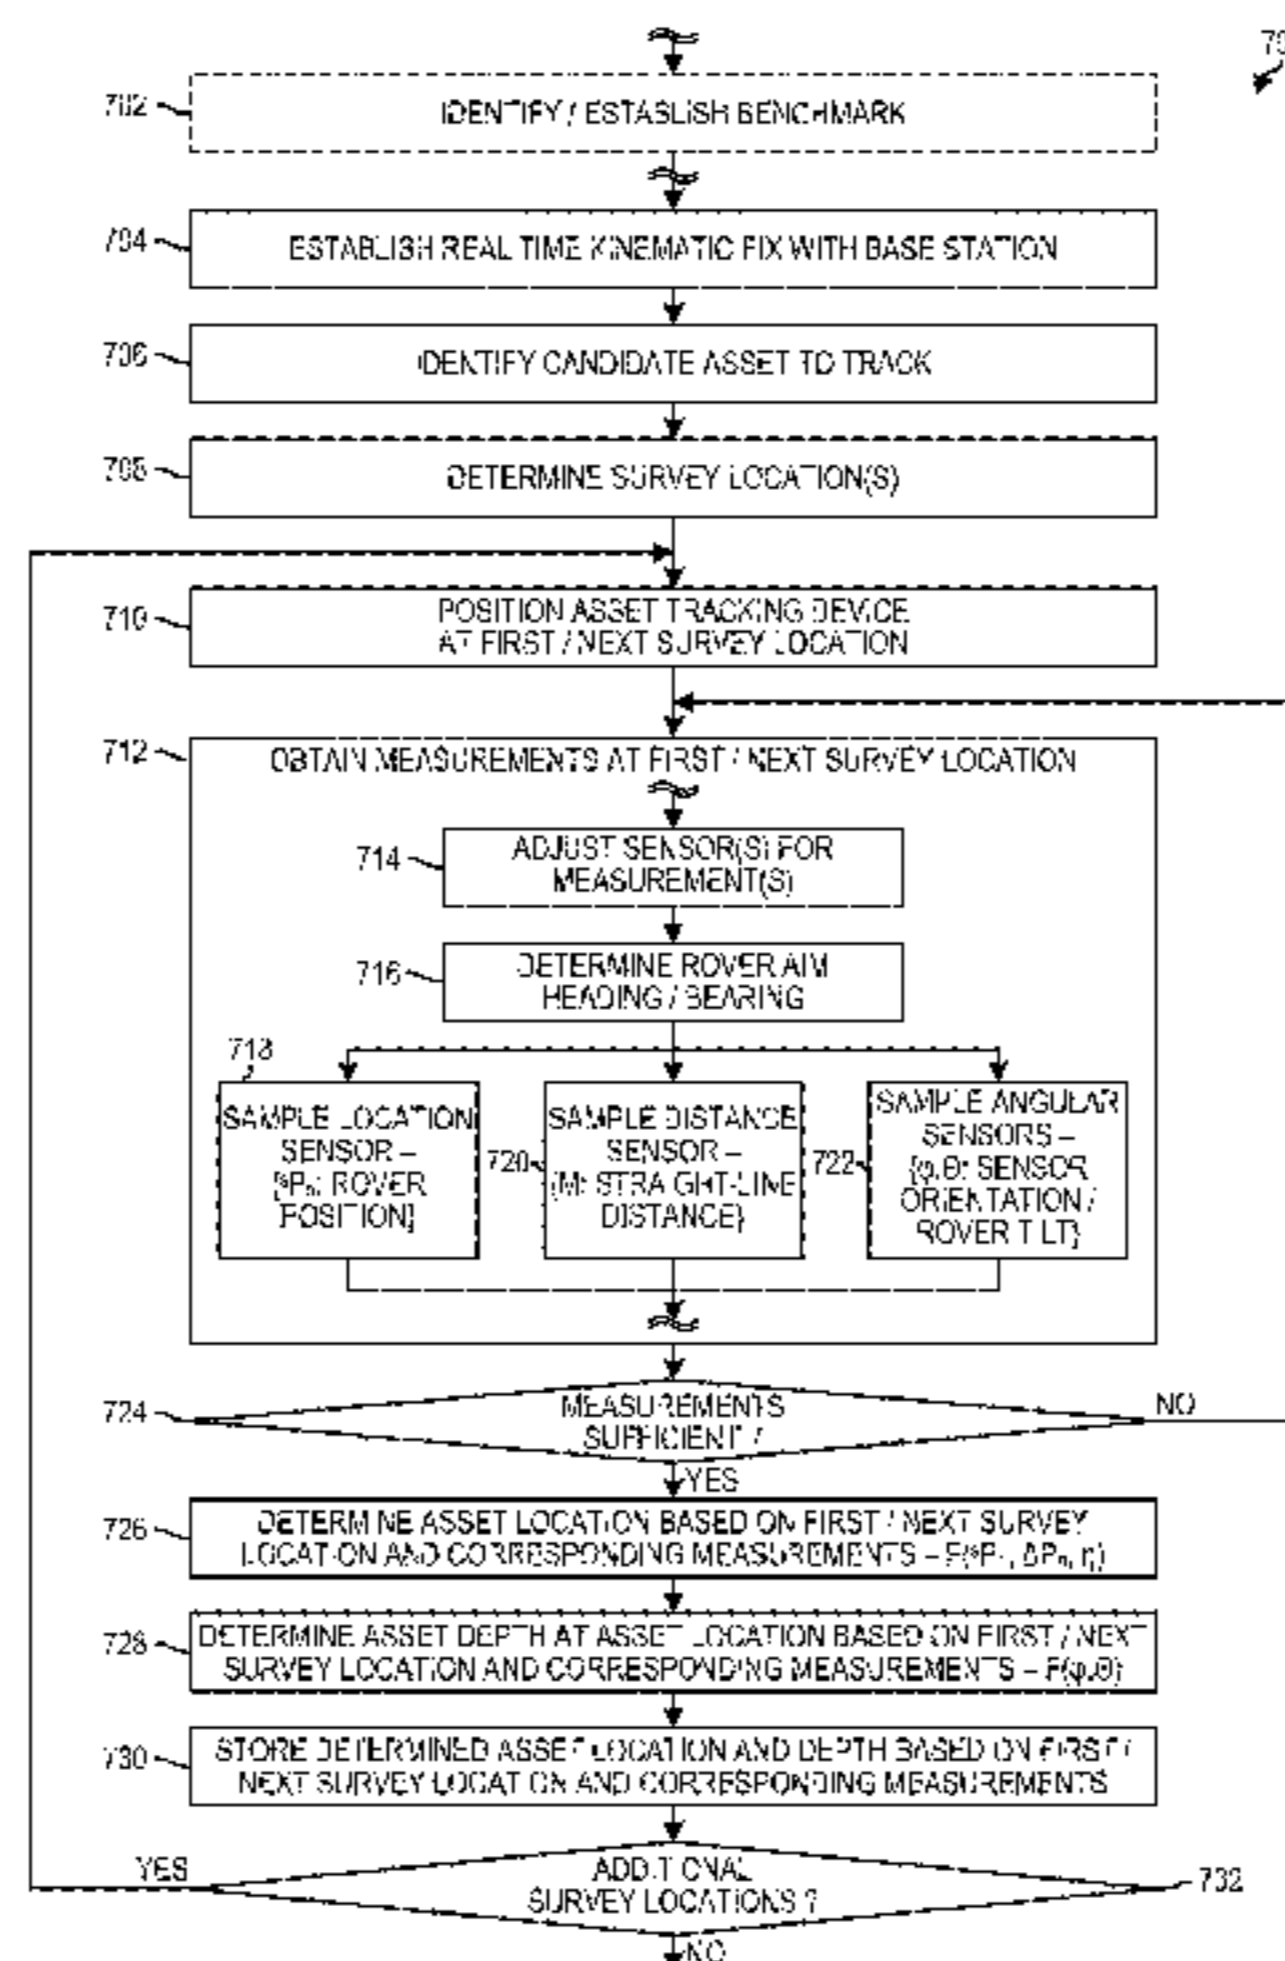 702
IDENTIFY / ESTABLISH BENCHMARK
704
ESTABLISH REAL TIME KINEMATIC FIX WITH BASE STATION
706
IDENTIFY CANDIDATE ASSET TO TRACK
708
DETERMINE SURVEY LOCATION(S)
710
POSITION ASSET TRACKING DEVICE
AT FIRST / NEXT SURVEY LOCATION
712
OBTAIN MEASUREMENTS AT FIRST / NEXT SURVEY LOCATION
714
ADJUST SENSOR(S) FOR
MEASUREMENT(S)
716
DETERMINE ROVER AIM
HEADING / BEARING
718
SAMPLE LOCATION
SENSOR –
ROVER
POSITION}
720
SAMPLE DISTANCE
SENSOR –
{M: STRAIGHT-LINE
DISTANCE}
722
SAMPLE ANGULAR
SENSORS –
{φ,Θ: SENSOR
ORIENTATION /
ROVER TILT}
724
MEASUREMENTS
SUFFICIENT ?
NO
YES
726
DETERMINE ASSET LOCATION BASED ON FIRST / NEXT SURVEY
LOCATION AND CORRESPONDING MEASUREMENTS –
728
DETERMINE ASSET DEPTH AT ASSET LOCATION BASED ON FIRST / NEXT
SURVEY LOCATION AND CORRESPONDING MEASUREMENTS – F(φ,Θ)
730
STORE DETERMINED ASSET LOCATION AND DEPTH BASED ON FIRST /
NEXT SURVEY LOCATION AND CORRESPONDING MEASUREMENTS
YES
ADDITIONAL
SURVEY LOCATIONS ?
732
NO